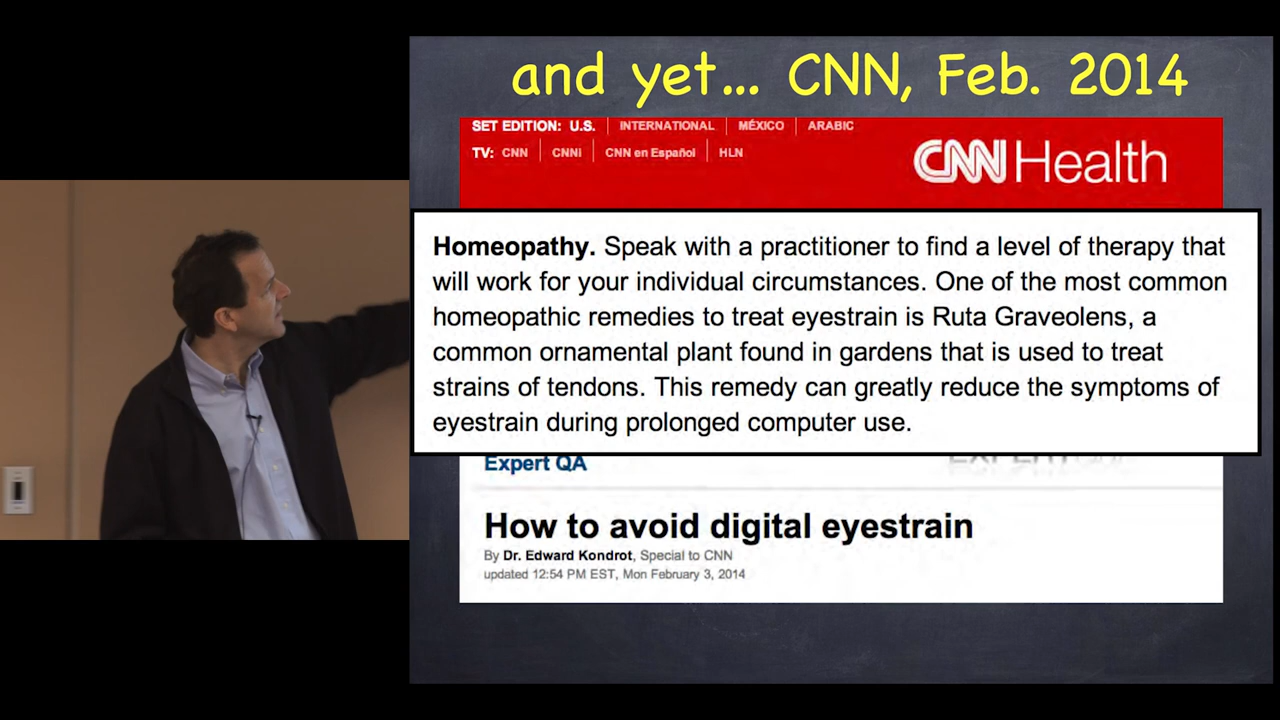 and yet... CNN, Feb. 2014
SET EDITION: U.S. INTERNATIONAL MÉXICO ARABIC
TV: CNN CNNi CNN en Español HLN
CNN Health
Homeopathy. Speak with a practitioner to find a level of therapy that
will work for your individual circumstances. One of the most common
homeopathic remedies to treat eyestrain is Ruta Graveolens, a
common ornamental plant found in gardens that is used to treat
strains of tendons. This remedy can greatly reduce the symptoms of
eyestrain during prolonged computer use.
Expert QA
How to avoid digital eyestrain
By Dr. Edward Kondrot, Special to CNN
updated 12:54 PM EST, Mon February 3, 2014